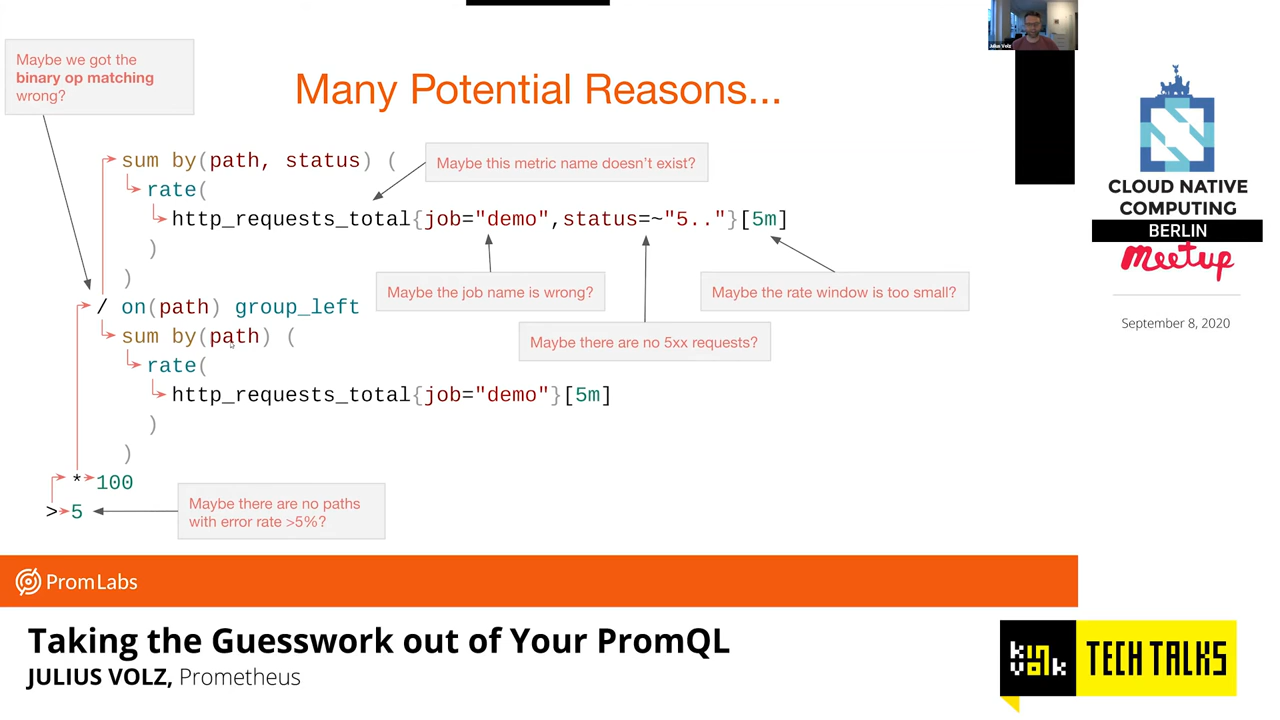 Maybe we got the
binary op matching
wrong?
Many Potential Reasons...
sum by(path, status) (
Maybe this metric name doesn't exist?
rate(
http_requests_total{job="demo",status=~"5.."}[5m]
)
)
Maybe the job name is wrong?
Maybe the rate window is too small?
/ on(path) group_left
Maybe there are no 5xx requests?
sum by(path) (
rate(
http_requests_total{job="demo"}[5m]
)
)
* 100
> 5
Maybe there are no paths
with error rate >5%?
PromLabs
Taking the Guesswork out of Your PromQL
JULIUS VOLZ, Prometheus
Julius Volz
CLOUD NATIVE
COMPUTING
BERLIN
Meetup
September 8, 2020
kinvolk
TECH TALKS